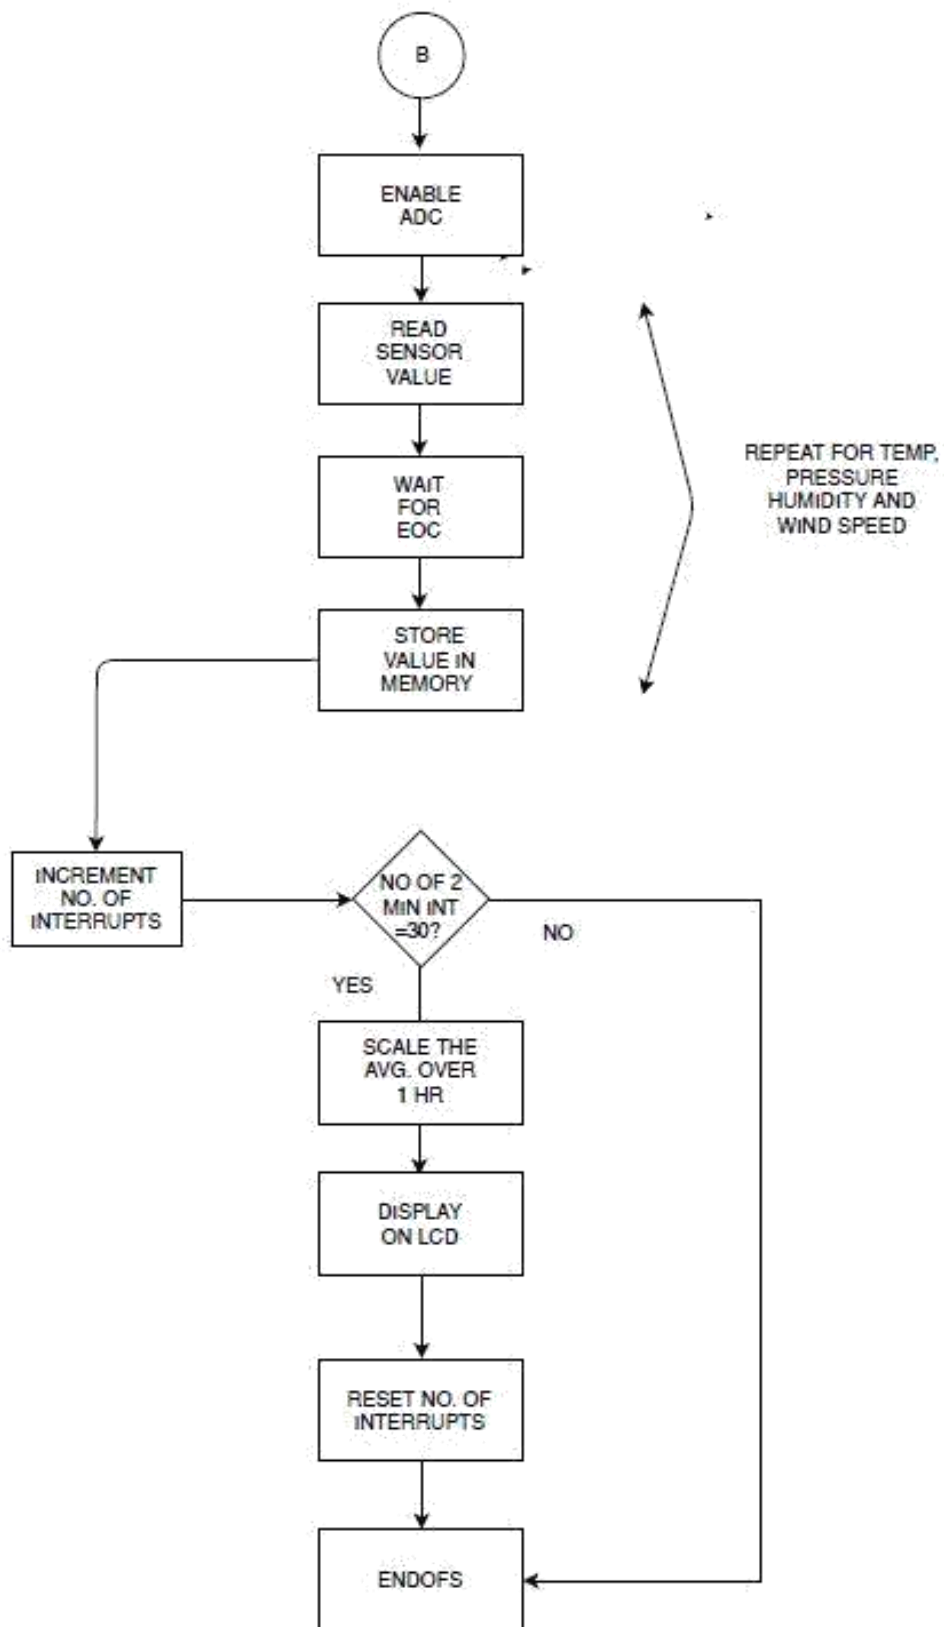 B
ENABLE
ADC
READ
SENSOR
VALUE
WAIT
FOR
EOC
REPEAT FOR TEMP,
PRESSURE
HUMIDITY AND
WIND SPEED
STORE
VALUE IN
MEMORY
INCREMENT
NO. OF
INTERRUPTS
NO OF 2
MIN INT
=30?
NO
YES
SCALE THE
AVG. OVER
1 HR
DISPLAY
ON LCD
RESET NO. OF
INTERRUPTS
ENDOFS